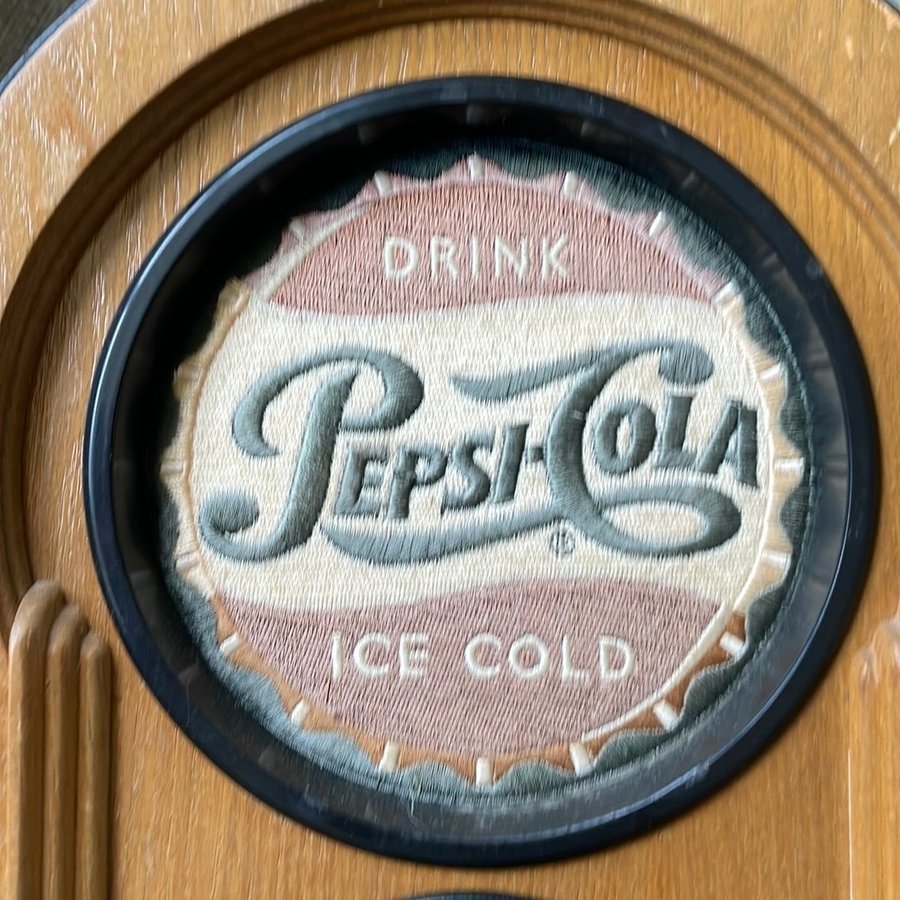 DRINK
PEPSI-COLA
®
ICE COLD